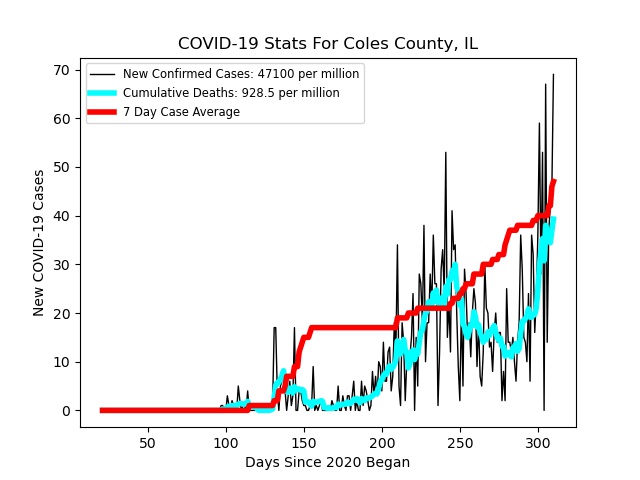 COVID-19 Stats For Coles County, IL
New Confirmed Cases: 47100 per million
Cumulative Deaths: 928.5 per million
7 Day Case Average
New COVID-19 Cases
70
60
50
40
30
20
10
0
50 100 150 200 250 300
Days Since 2020 Began